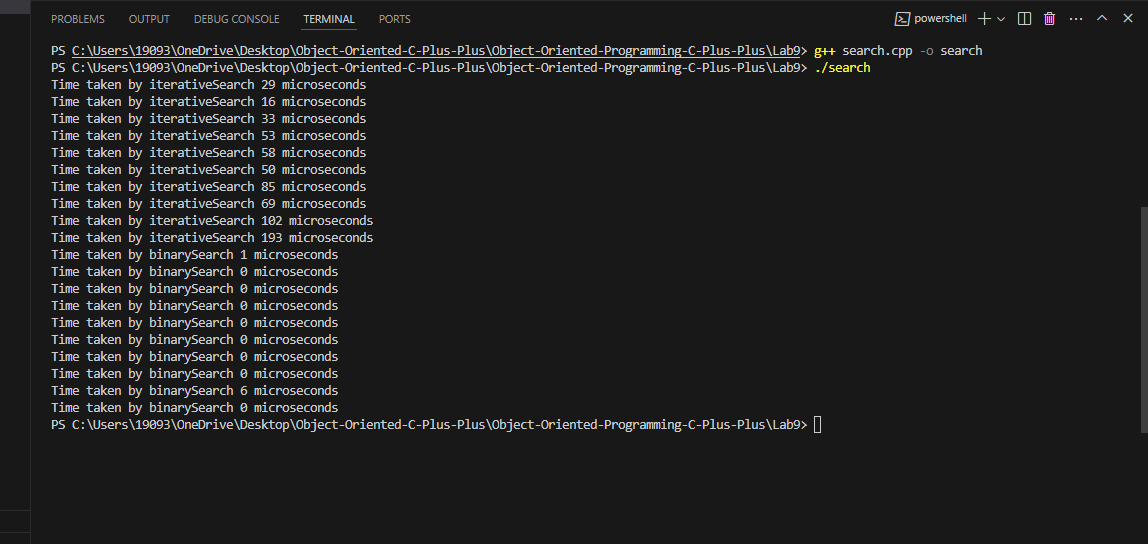 PROBLEMS OUTPUT DEBUG CONSOLE TERMINAL PORTS powershell
PS C:\Users\19093\OneDrive\Desktop\Object-Oriented-C-Plus-Plus\Object-Oriented-Programming-C-Plus-Plus\Lab9> g++ search.cpp -o search
PS C:\Users\19093\OneDrive\Desktop\Object-Oriented-C-Plus-Plus\Object-Oriented-Programming-C-Plus-Plus\Lab9> ./search
Time taken by iterativeSearch 29 microseconds
Time taken by iterativeSearch 16 microseconds
Time taken by iterativeSearch 33 microseconds
Time taken by iterativeSearch 53 microseconds
Time taken by iterativeSearch 58 microseconds
Time taken by iterativeSearch 50 microseconds
Time taken by iterativeSearch 85 microseconds
Time taken by iterativeSearch 69 microseconds
Time taken by iterativeSearch 102 microseconds
Time taken by iterativeSearch 193 microseconds
Time taken by binarySearch 1 microseconds
Time taken by binarySearch 0 microseconds
Time taken by binarySearch 0 microseconds
Time taken by binarySearch 0 microseconds
Time taken by binarySearch 0 microseconds
Time taken by binarySearch 0 microseconds
Time taken by binarySearch 0 microseconds
Time taken by binarySearch 0 microseconds
Time taken by binarySearch 6 microseconds
Time taken by binarySearch 0 microseconds
PS C:\Users\19093\OneDrive\Desktop\Object-Oriented-C-Plus-Plus\Object-Oriented-Programming-C-Plus-Plus\Lab9>